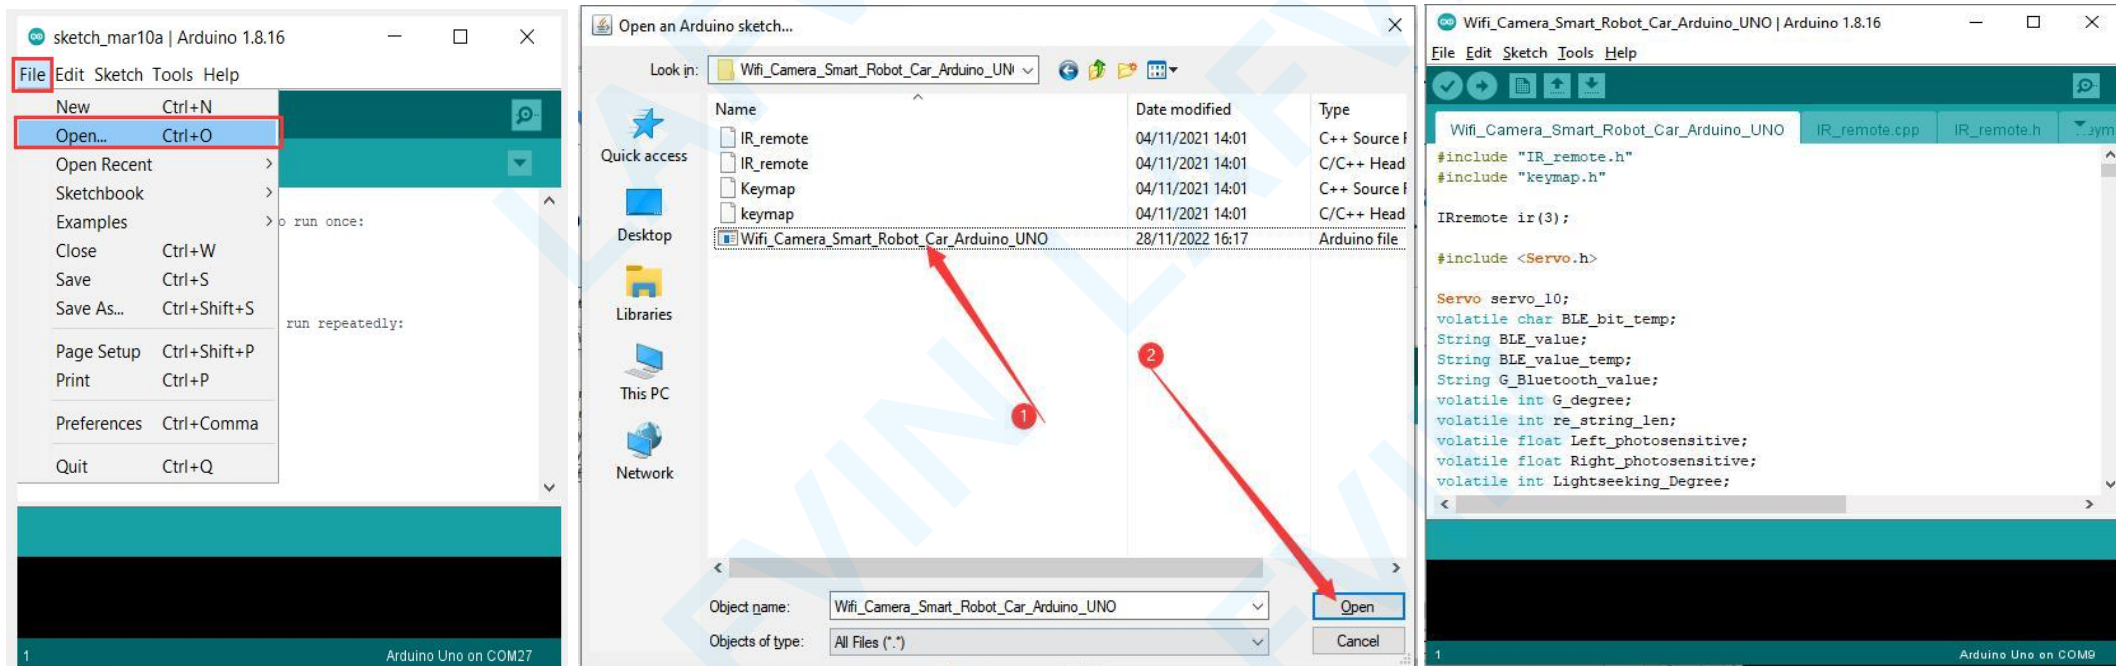 sketch_mar10a | Arduino 1.8.16
File Edit Sketch Tools Help
New Ctrl+N
Open... Ctrl+O
Open Recent
Sketchbook
Examples
Close Ctrl+W
Save Ctrl+S
Save As... Ctrl+Shift+S
Page Setup Ctrl+Shift+P
Print Ctrl+P
Preferences Ctrl+Comma
Quit Ctrl+Q
run once:
run repeatedly:
1 Arduino Uno on COM27
Open an Arduino sketch...
Look in: Wifi_Camera_Smart_Robot_Car_Arduino_UN
Quick access
Desktop
Libraries
This PC
Network
Name Date modified Type
IR_remote 04/11/2021 14:01 C++ Source F
IR_remote 04/11/2021 14:01 C/C++ Head
Keymap 04/11/2021 14:01 C++ Source F
keymap 04/11/2021 14:01 C/C++ Head
Wifi_Camera_Smart_Robot_Car_Arduino_UNO 28/11/2022 16:17 Arduino file
2
1
Object name: Wifi_Camera_Smart_Robot_Car_Arduino_UNO Open
Objects of type: All Files (*.*) Cancel
Wifi_Camera_Smart_Robot_Car_Arduino_UNO | Arduino 1.8.16
File Edit Sketch Tools Help
Wifi_Camera_Smart_Robot_Car_Arduino_UNO IR_remote.cpp IR_remote.h
#include "IR_remote.h"
#include "keymap.h"
IRremote ir(3);
#include <Servo.h>
Servo servo_10;
volatile char BLE_bit_temp;
String BLE_value;
String BLE_value_temp;
String G_Bluetooth_value;
volatile int G_degree;
volatile int re_string_len;
volatile float Left_photosensitive;
volatile float Right_photosensitive;
volatile int Lightseeking_Degree;
1 Arduino Uno on COM9
LAFVIN
LAFVIN